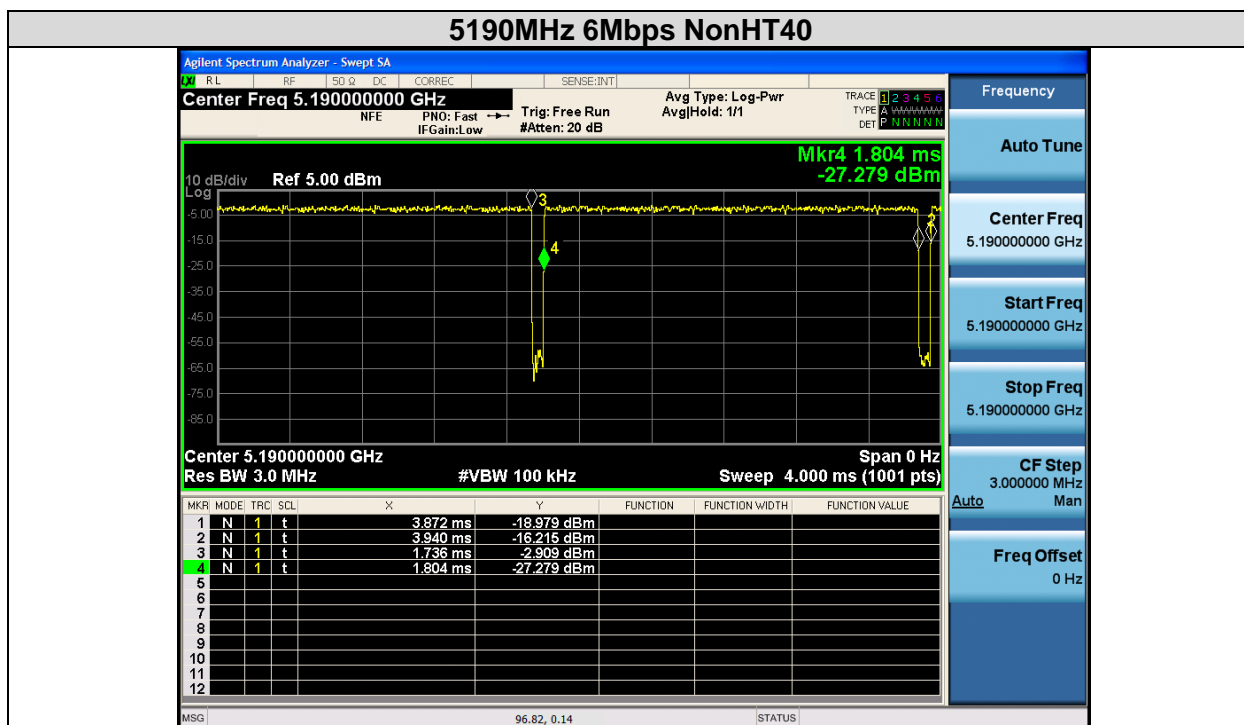 5190MHz 6Mbps NonHT40
Agilent Spectrum Analyzer - Swept SA
LXI RL RF 50 Ω DC CORREC SENSE:INT
Center Freq 5.190000000 GHz
NFE PNO: Fast IFGain:Low
Trig: Free Run
#Atten: 20 dB
Avg Type: Log-Pwr
Avg|Hold: 1/1
TRACE 1 2 3 4 5 6
TYPE A
DET P N N N N N
Mkr4 1.804 ms
-27.279 dBm
10 dB/div Ref 5.00 dBm
Log
-5.00
-15.0
-25.0
-35.0
-45.0
-55.0
-65.0
-75.0
-85.0
3
4
2
Center 5.190000000 GHz Span 0 Hz
Res BW 3.0 MHz #VBW 100 kHz Sweep 4.000 ms (1001 pts)
MKR MODE TRC SCL X Y FUNCTION FUNCTION WIDTH FUNCTION VALUE
1 N 1 t 3.872 ms -18.979 dBm
2 N 1 t 3.940 ms -16.215 dBm
3 N 1 t 1.736 ms -2.909 dBm
4 N 1 t 1.804 ms -27.279 dBm
5
6
7
8
9
10
11
12
MSG 96.82, 0.14 STATUS
Frequency
Auto Tune
Center Freq
5.190000000 GHz
Start Freq
5.190000000 GHz
Stop Freq
5.190000000 GHz
CF Step
3.000000 MHz
Auto Man
Freq Offset
0 Hz